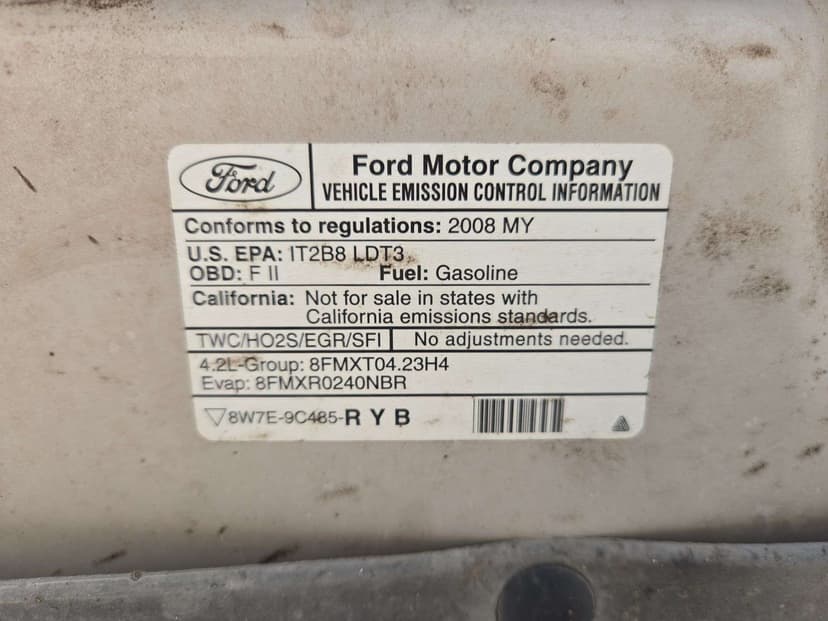 Ford
Ford Motor Company
VEHICLE EMISSION CONTROL INFORMATION
Conforms to regulations: 2008 MY
U.S. EPA: 1T2B8 LDT3
OBD: F II Fuel: Gasoline
California: Not for sale in states with
California emissions standards.
TWC/HO2S/EGR/SFI No adjustments needed.
4.2L-Group: 8FMXT04.23H4
Evap: 8FMXR0240NBR
8W7E-9C485-R Y B